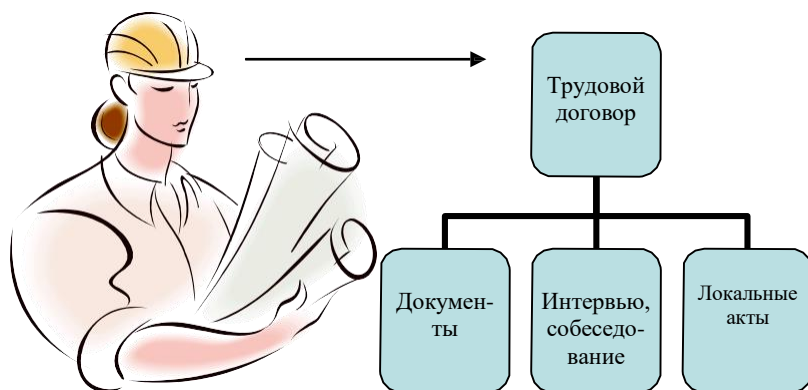 Трудовой
договор
Докумен-
ты
Интервью,
собеседо-
вание
Локальные
акты